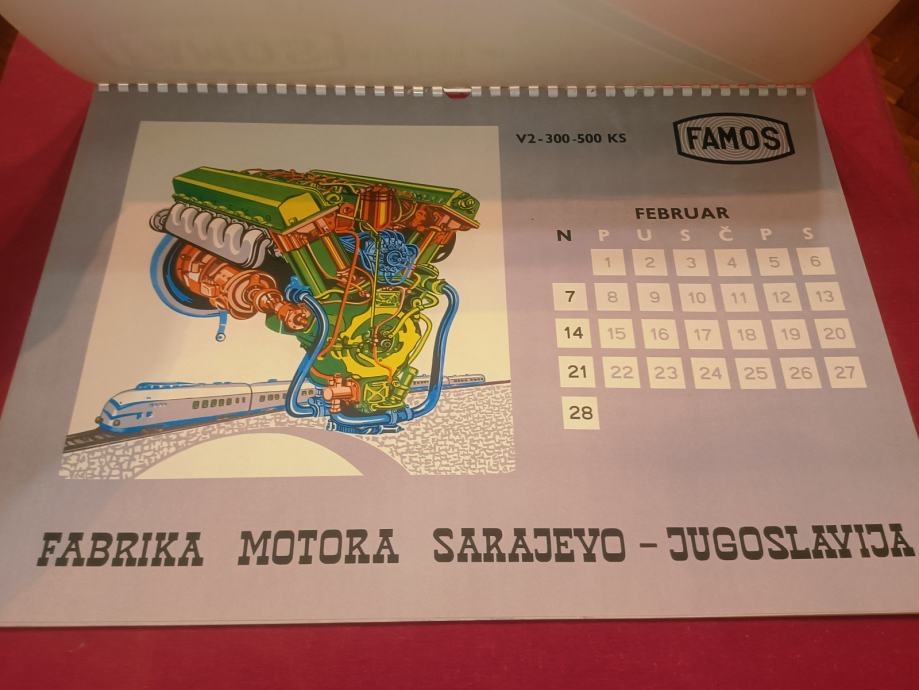 V2-300-500 KS
FAMOS
FEBRUAR
N P U S Č P S
1 2 3 4 5 6
7 8 9 10 11 12 13
14 15 16 17 18 19 20
21 22 23 24 25 26 27
28
FABRIKA MOTORA SARAJEVO – JUGOSLAVIJA